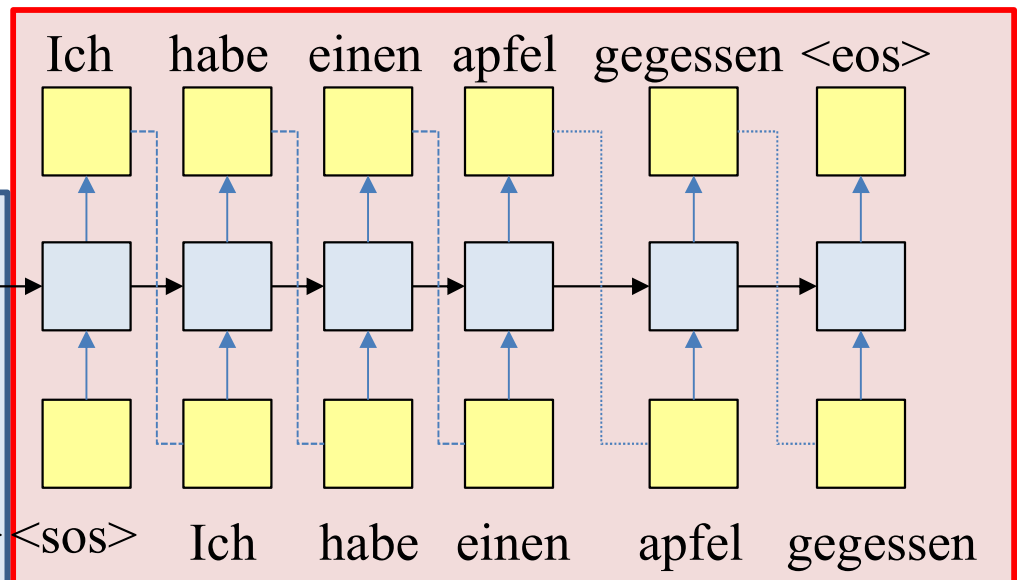 Ich habe einen apfel gegessen <eos>
<sos> Ich habe einen apfel gegessen